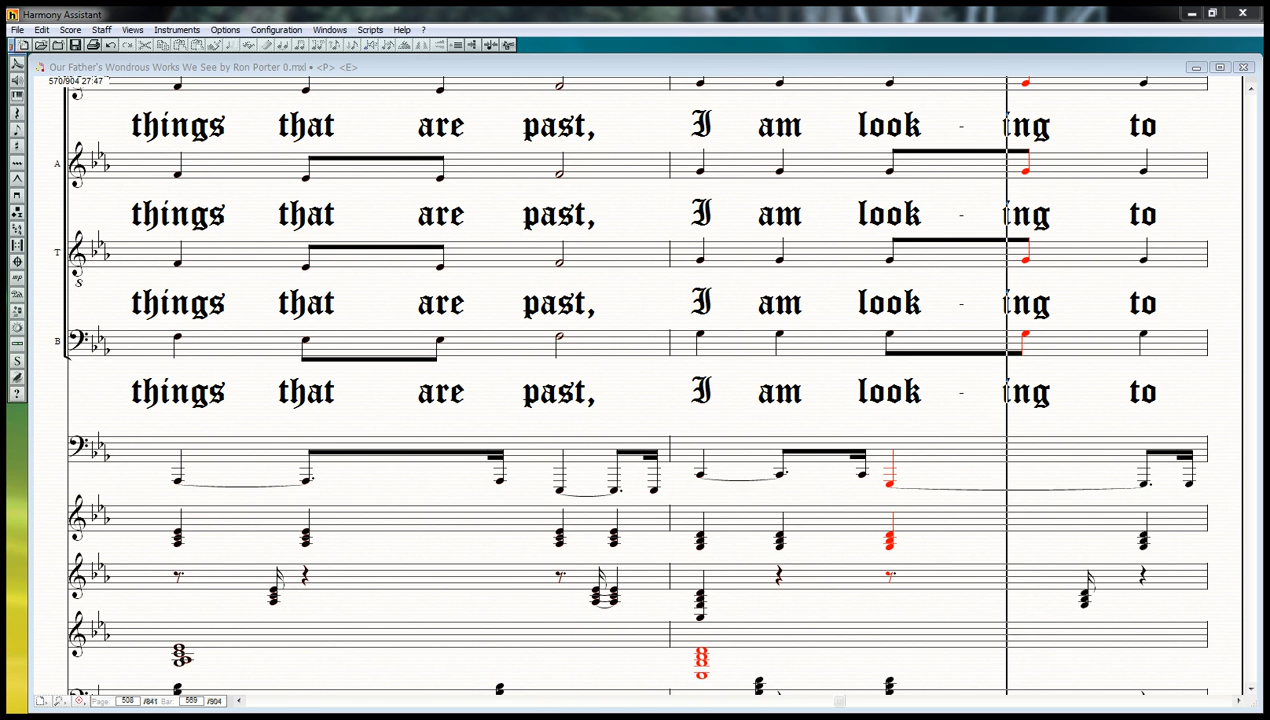 Harmony Assistant
File Edit Score Staff Windows Instruments Options Configuration Windows Scripts Help ?
Our Father's Wondrous Works We See by Ron Porter 0.mxl • <P> <E>
570/904 27:47
things that are past, I am look - ing to
A
things that are past, I am look - ing to
T
8
things that are past, I am look - ing to
B
things that are past, I am look - ing to
mp
S
?
Page: 508 /841 Bar: 569 /904